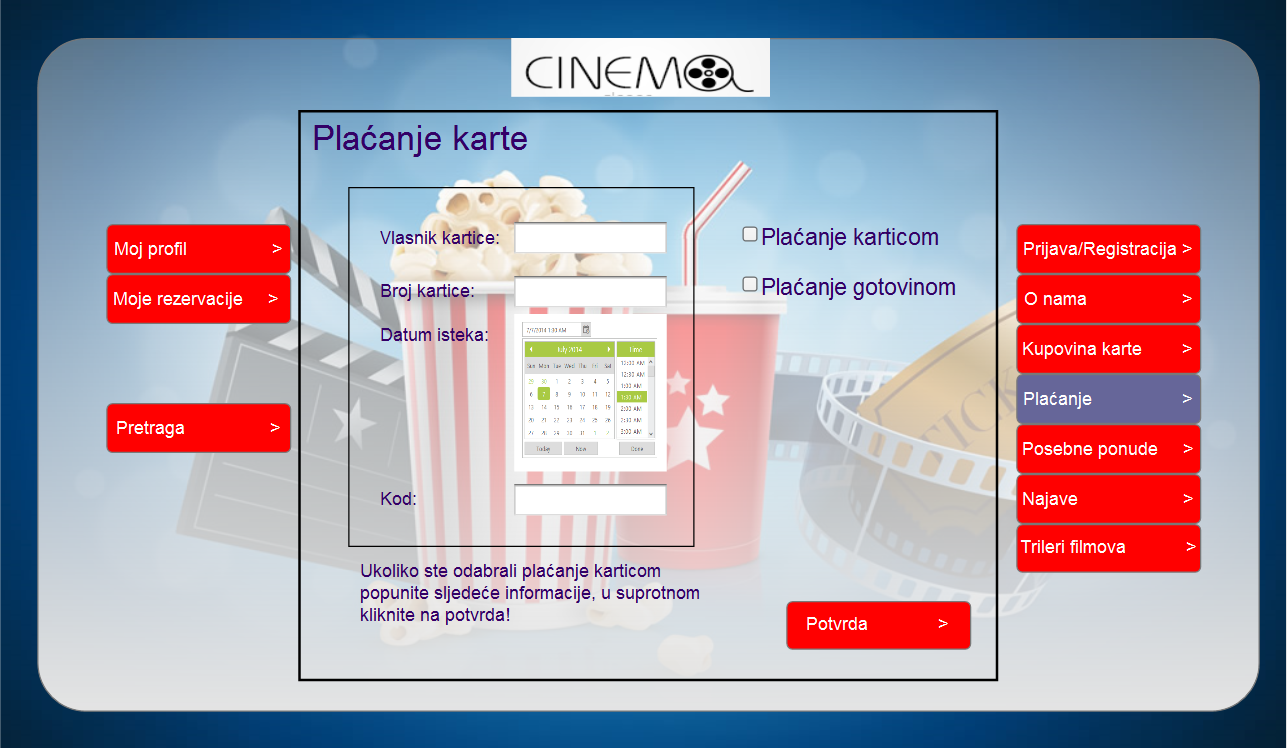 CINEMA
Plaćanje karte
Moj profil >
Moje rezervacije >
Pretraga >
Vlasnik kartice:
Broj kartice:
Datum isteka:
7/7/2014 1:00 AM
July 2014
Time
Sun Mon Tue Wed Thu Fri Sat
29 30 1 2 3 4 5
6 7 8 9 10 11 12
13 14 15 16 17 18 19
20 21 22 23 24 25 26
27 28 29 30 31 1 2
12:00 AM
12:30 AM
1:00 AM
1:30 AM
2:00 AM
2:30 AM
3:00 AM
Today
Now
Done
Kod:
Ukoliko ste odabrali plaćanje karticom
popunite sljedeće informacije, u suprotnom
kliknite na potvrda!
Plaćanje karticom
Plaćanje gotovinom
Potvrda >
Prijava/Registracija >
O nama >
Kupovina karte >
Plaćanje >
Posebne ponude >
Najave >
Trileri filmova >
TICK